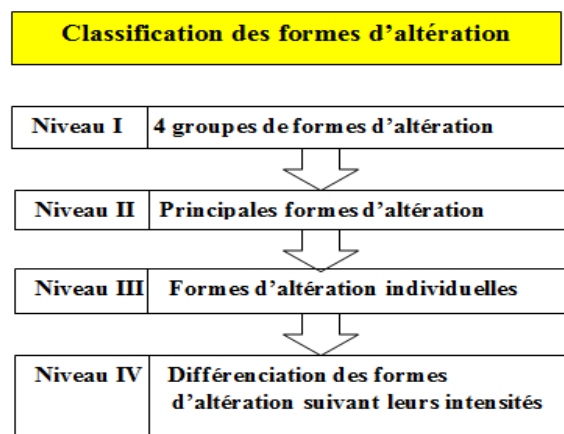 Classification des formes d’altération
Niveau I 4 groupes de formes d’altération
Niveau II Principales formes d’altération
Niveau III Formes d’altération individuelles
Niveau IV Différenciation des formes
d’altération suivant leurs intensités